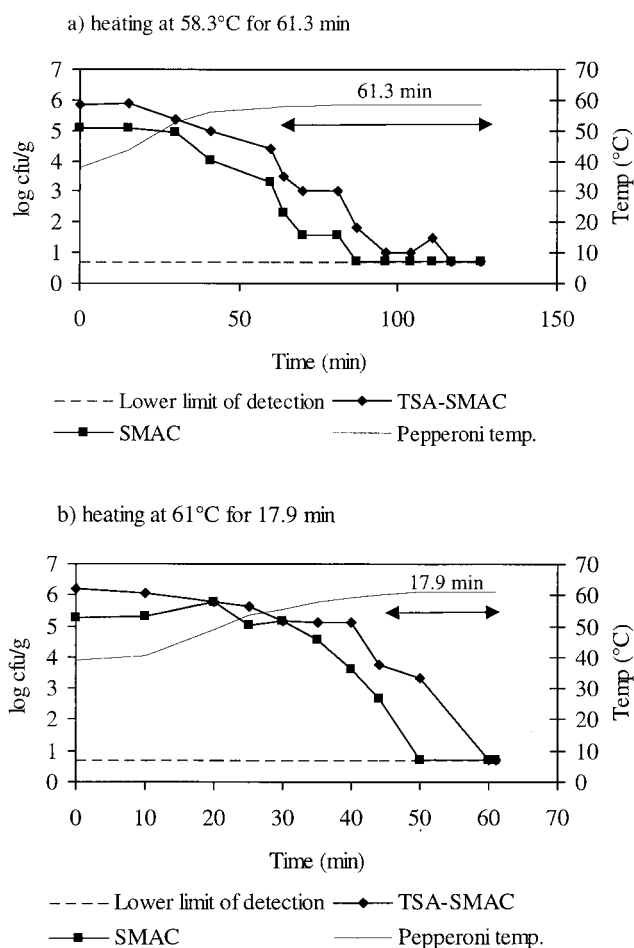 a) heating at 58.3°C for 61.3 min
7
6
5
4
3
2
1
0
log cfu/g
61.3 min
70
60
50
40
30
20
10
0
Temp (°C)
0 50 100 150
Time (min)
Lower limit of detection TSA-SMAC
SMAC Pepperoni temp.
b) heating at 61°C for 17.9 min
7
6
5
4
3
2
1
0
log cfu/g
17.9 min
70
60
50
40
30
20
10
0
Temp (°C)
0 10 20 30 40 50 60 70
Time (min)
Lower limit of detection TSA-SMAC
SMAC Pepperoni temp.